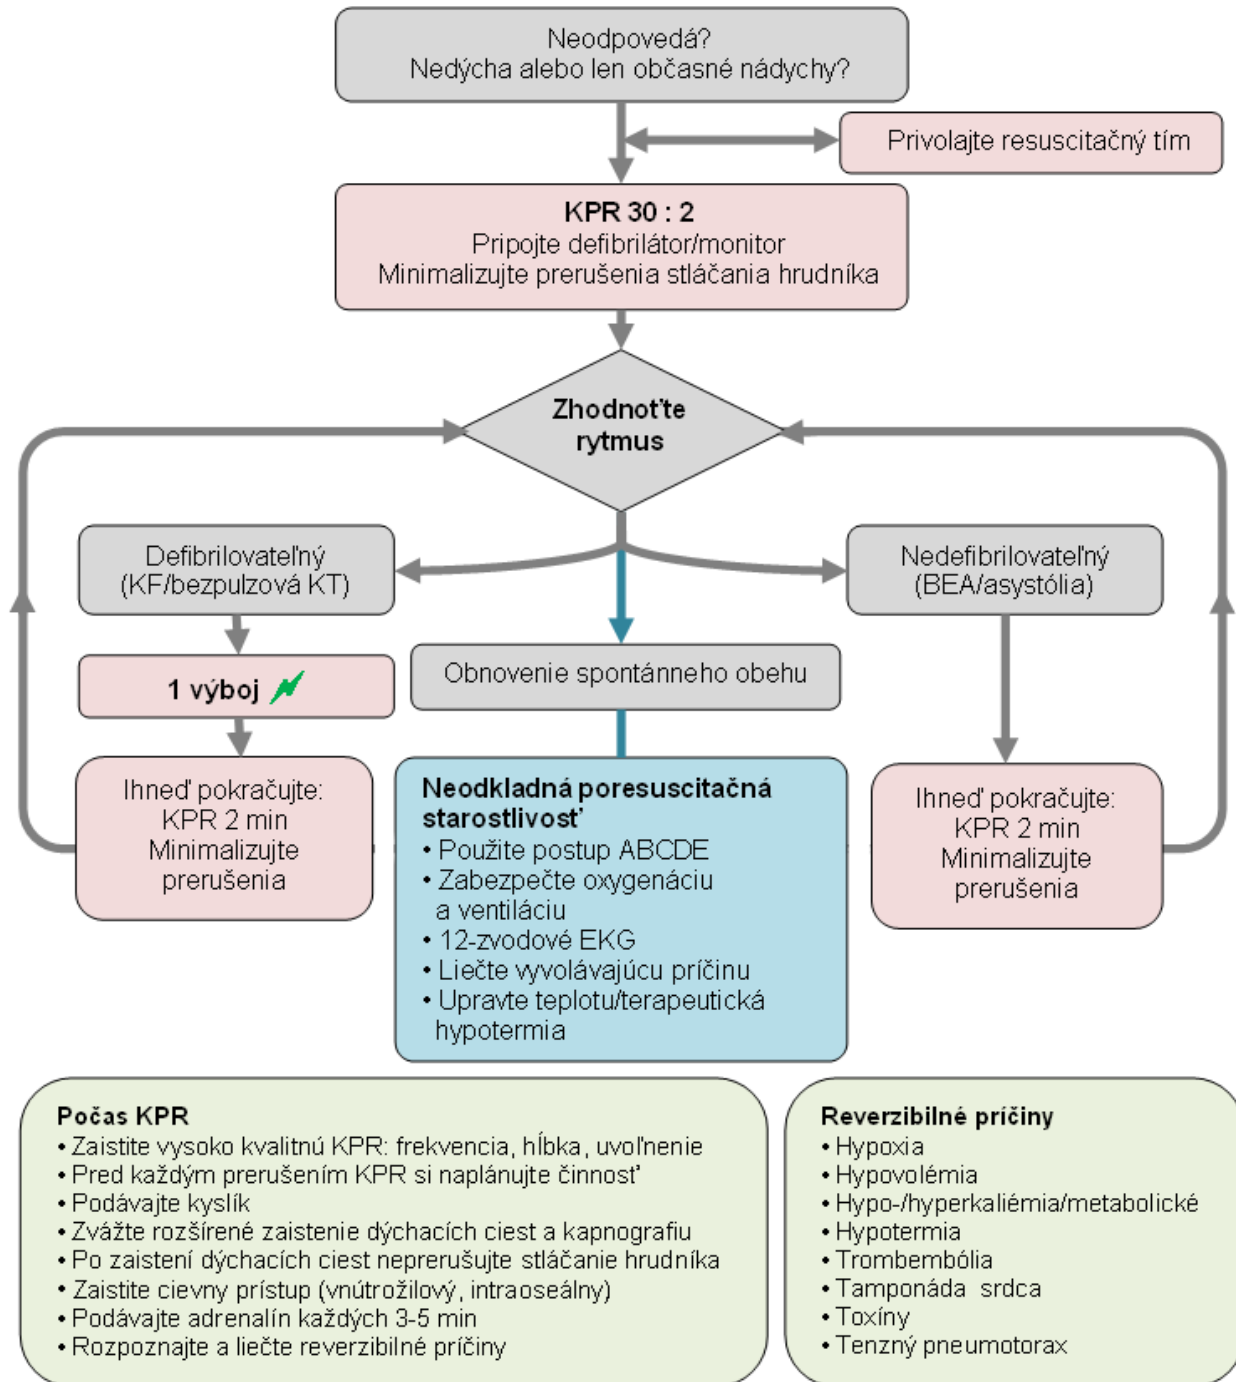 Neodpovedá?
Nedýcha alebo len občasné nádychy?
Privolajte resuscitačný tím
KPR 30 : 2
Pripojte defibrilátor/monitor
Minimalizujte prerušenia stláčania hrudníka
Zhodnoťte
rytmus
Defibrilovateľný
(KF/bezpulzová KT)
Nedefibrilovateľný
(BEA/asystólia)
1 výboj
Obnovenie spontánneho obehu
Ihneď pokračujte:
KPR 2 min
Minimalizujte
prerušenia
Neodkladná poresuscitačná
starostlivosť
• Použite postup ABCDE
• Zabezpečte oxygenáciu
a ventiláciu
• 12-zvodové EKG
• Liečte vyvolávajúcu príčinu
• Upravte teplotu/terapeutická
hypotermia
Ihneď pokračujte:
KPR 2 min
Minimalizujte
prerušenia
Počas KPR
• Zaistite vysoko kvalitnú KPR: frekvencia, hĺbka, uvoľnenie
• Pred každým prerušením KPR si naplánujte činnosť
• Podávajte kyslík
• Zvážte rozšírené zaistenie dýchacích ciest a kapnografiu
• Po zaistení dýchacích ciest neprerušujte stláčanie hrudníka
• Zaistite cievny prístup (vnútrožilový, intraoseálny)
• Podávajte adrenalín každých 3-5 min
• Rozpoznajte a liečte reverzibilné príčiny
Reverzibilné príčiny
• Hypoxia
• Hypovolémia
• Hypo-/hyperkaliémia/metabolické
• Hypotermia
• Trombembólia
• Tamponáda srdca
• Toxíny
• Tenzný pneumotorax